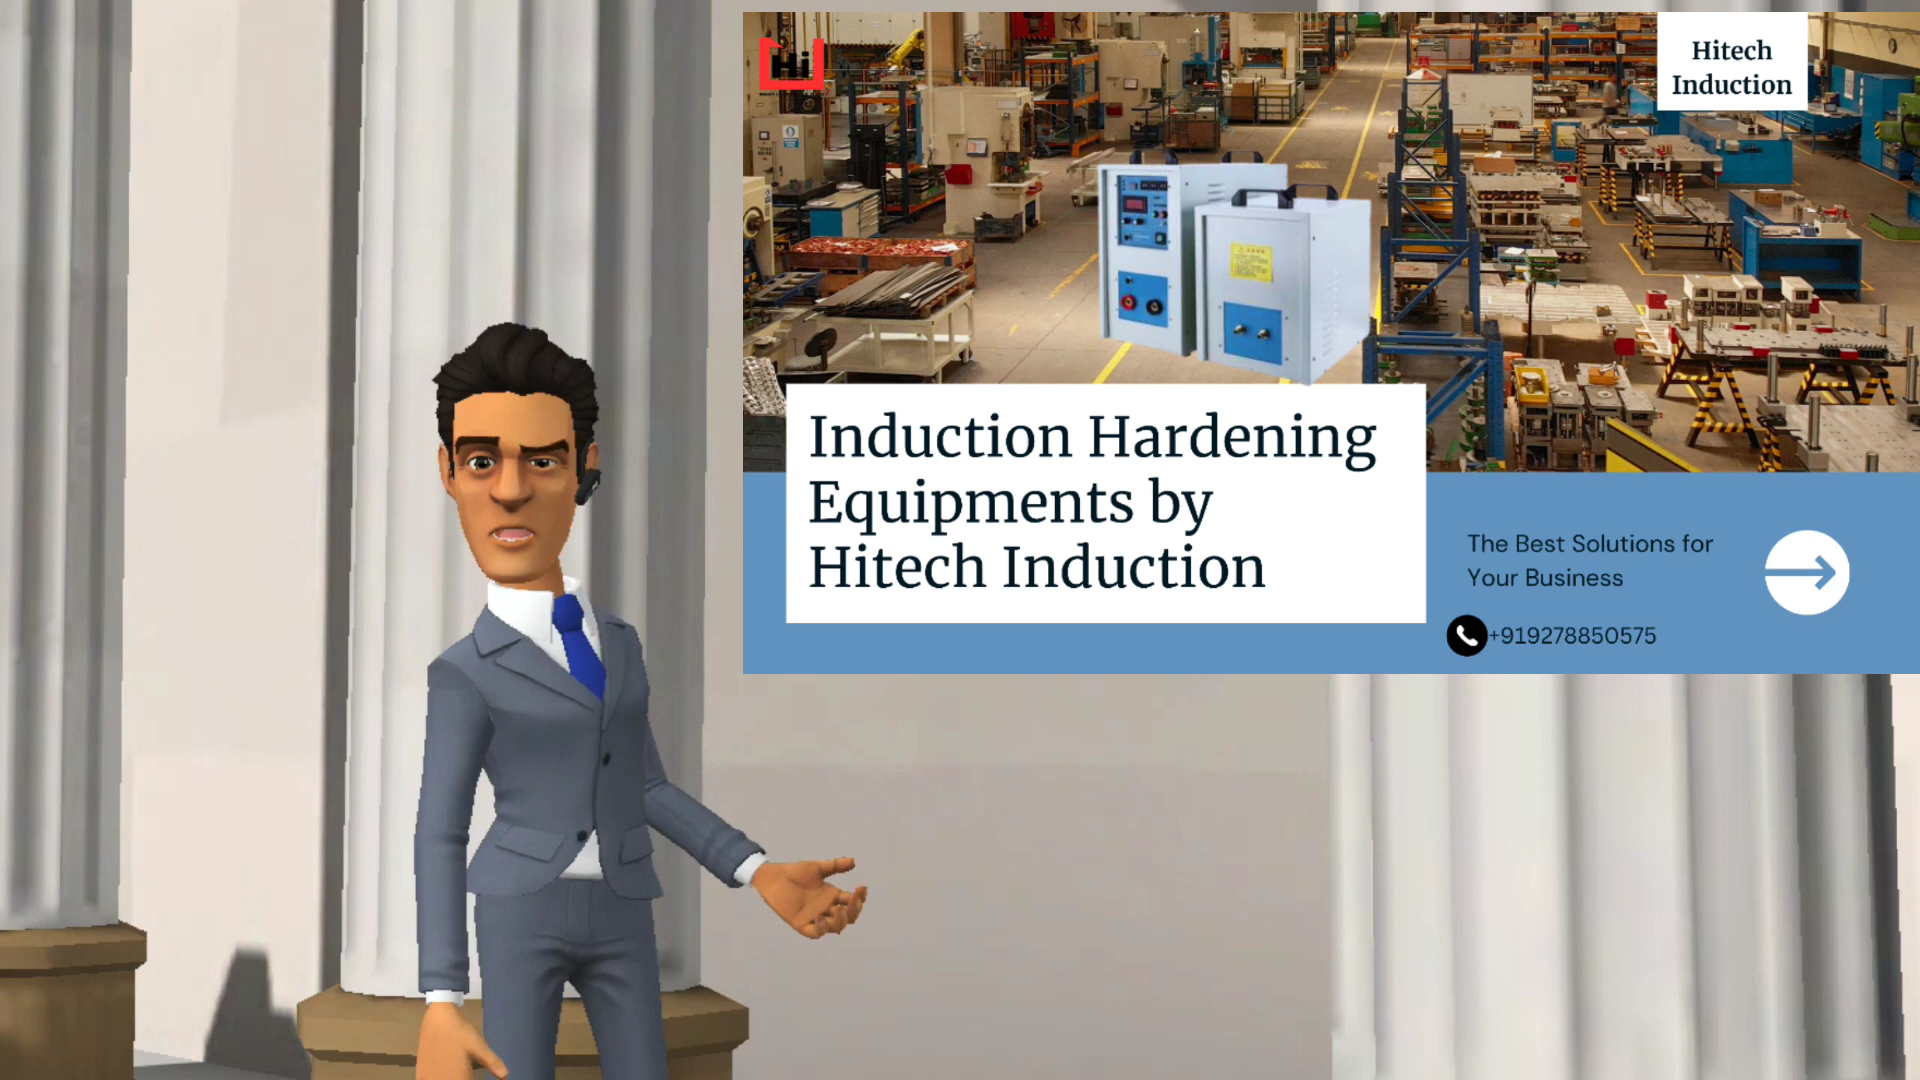 Hitech
Induction
Induction Hardening
Equipments by
Hitech Induction
The Best Solutions for
Your Business
+919278850575